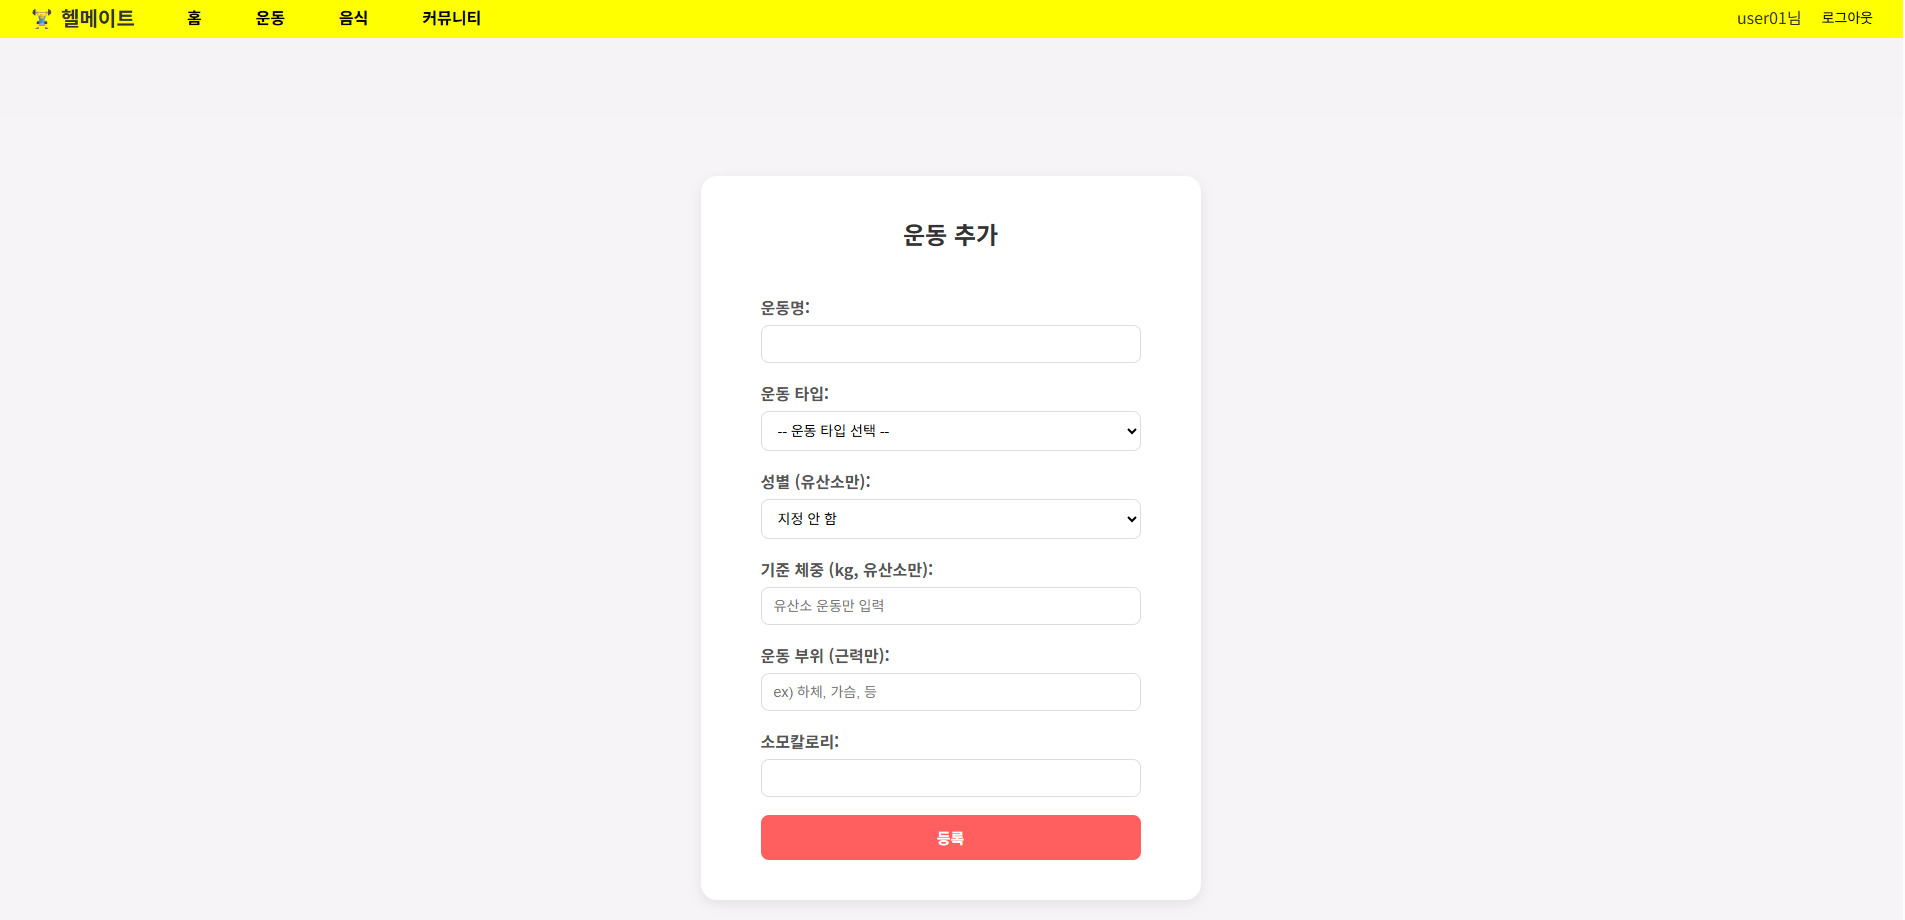 헬메이트 홈 운동 음식 커뮤니티 user01님 로그아웃
운동 추가
운동명:
운동 타입:
-- 운동 타입 선택 --
성별 (유산소만):
지정 안 함
기준 체중 (kg, 유산소만):
유산소 운동만 입력
운동 부위 (근력만):
ex) 하체, 가슴, 등
소모칼로리:
등록